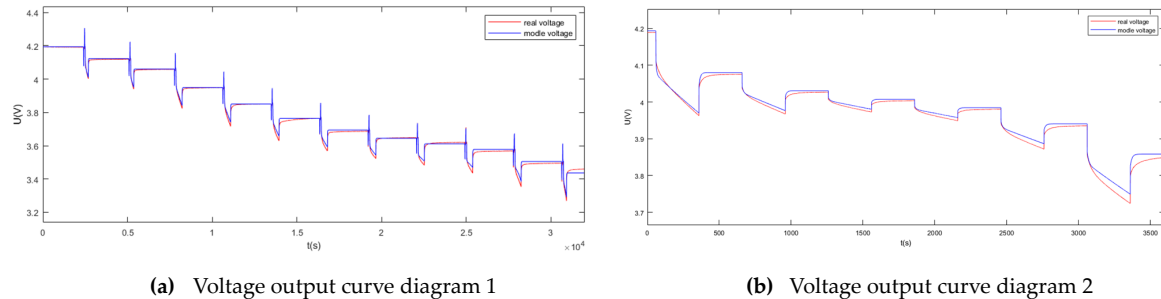 4.4
4.2
4
3.8
3.6
3.4
3.2
U(V)
0
0.5
1
1.5
2
2.5
3
t(s)
×10⁴
real voltage
modle voltage
(a) Voltage output curve diagram 1
4.2
4.1
4
3.9
3.8
3.7
U(V)
0
500
1000
1500
2000
2500
3000
3500
t(s)
real voltage
modle voltage
(b) Voltage output curve diagram 2